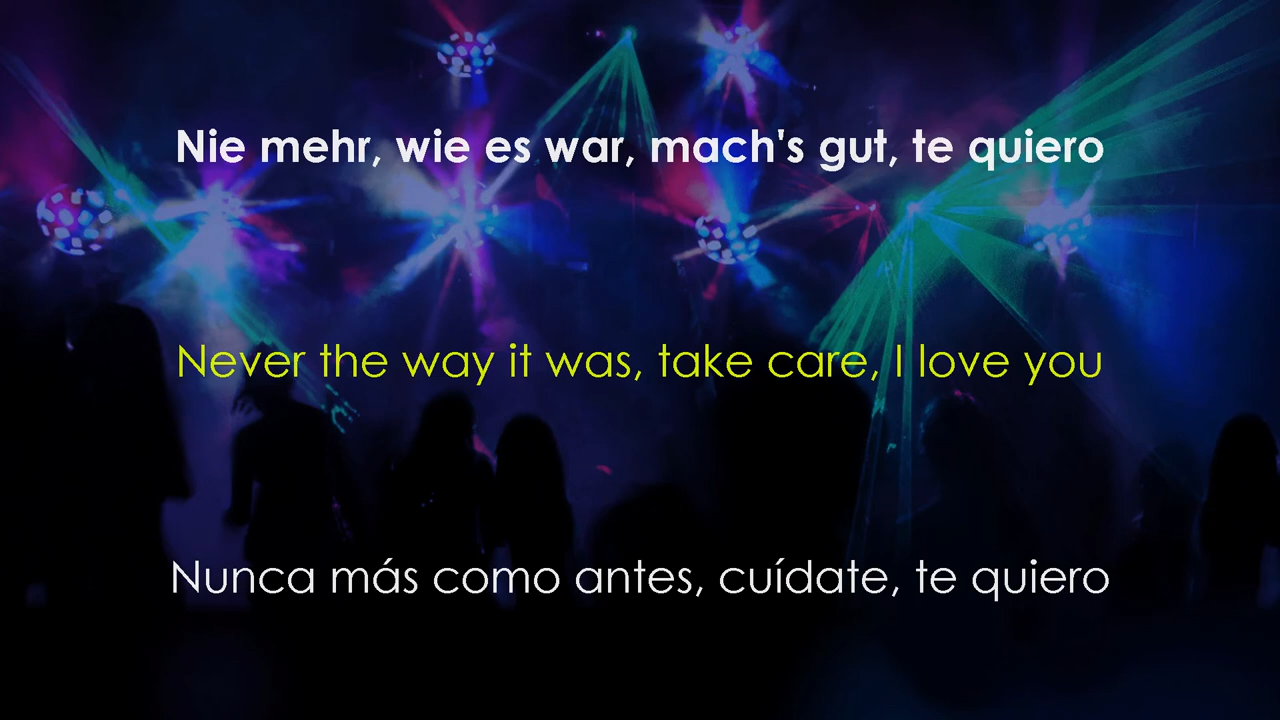 Nie mehr, wie es war, mach's gut, te quiero
Never the way it was, take care, I love you
Nunca más como antes, cuídate, te quiero